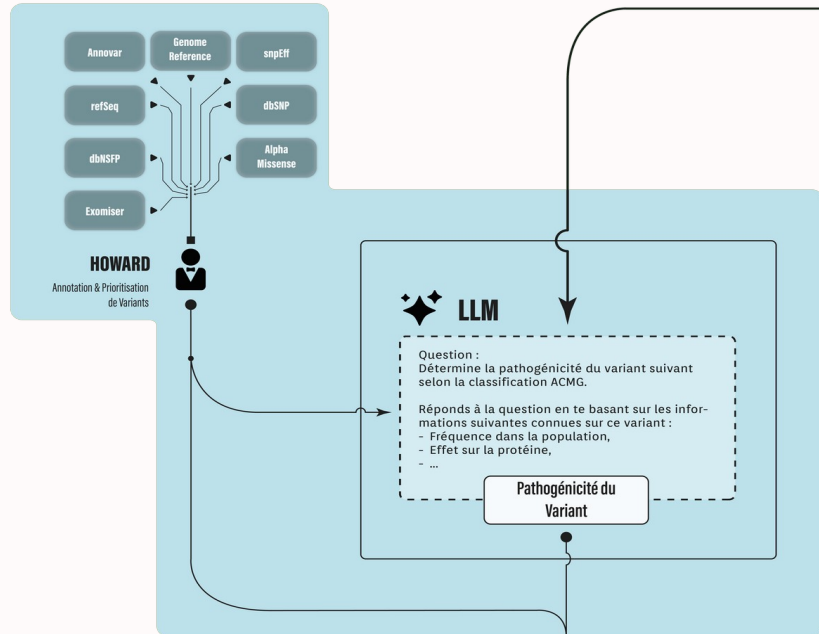 Annovar
Genome
Reference
snpEff
refSeq
dbSNP
dbNSFP
Alpha
Missense
Exomiser
HOWARD
Annotation & Prioritisation
de Variants
LLM
Question :
Détermine la pathogénicité du variant suivant
selon la classification ACMG.
Réponds à la question en te basant sur les infor-
mations suivantes connues sur ce variant :
- Fréquence dans la population,
- Effet sur la protéine,
- ...
Pathogénicité du
Variant